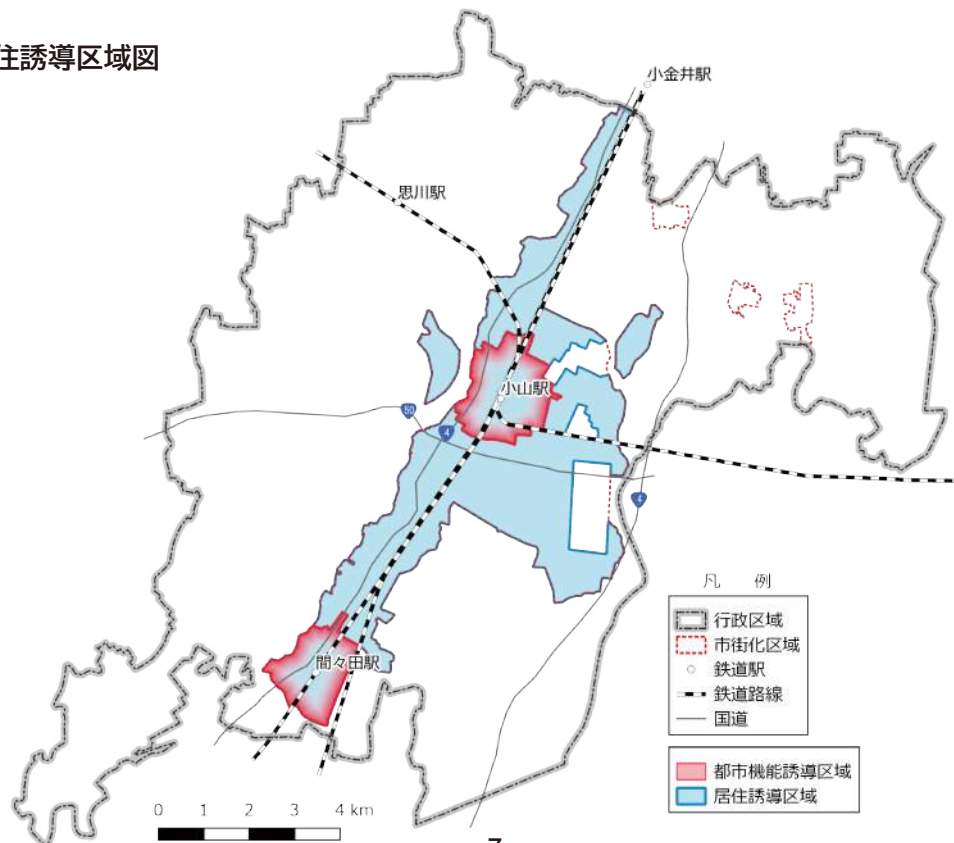 住誘導区域図
小金井駅
思川駅
小山駅
50
4
4
間々田駅
凡 例
行政区域
市街化区域
鉄道駅
鉄道路線
国道
都市機能誘導区域
居住誘導区域
0 1 2 3 4 km